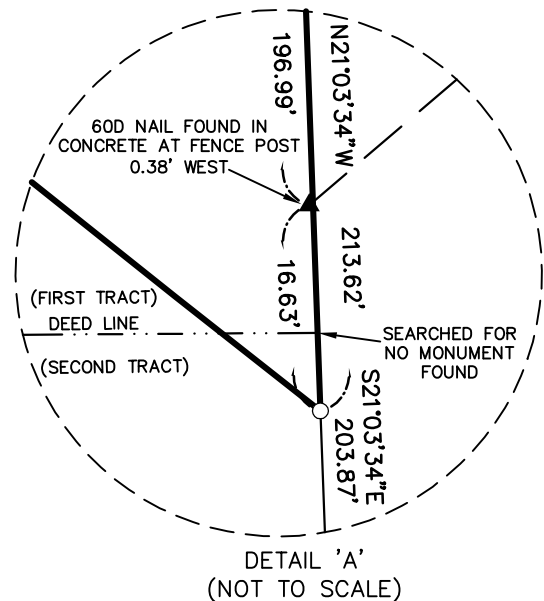 N21°03'34"W
196.99'
60D NAIL FOUND IN
CONCRETE AT FENCE POST
0.38' WEST
213.62'
16.63'
(FIRST TRACT)
DEED LINE
(SECOND TRACT)
SEARCHED FOR
NO MONUMENT
FOUND
S21°03'34"E
203.87'
DETAIL 'A'
(NOT TO SCALE)